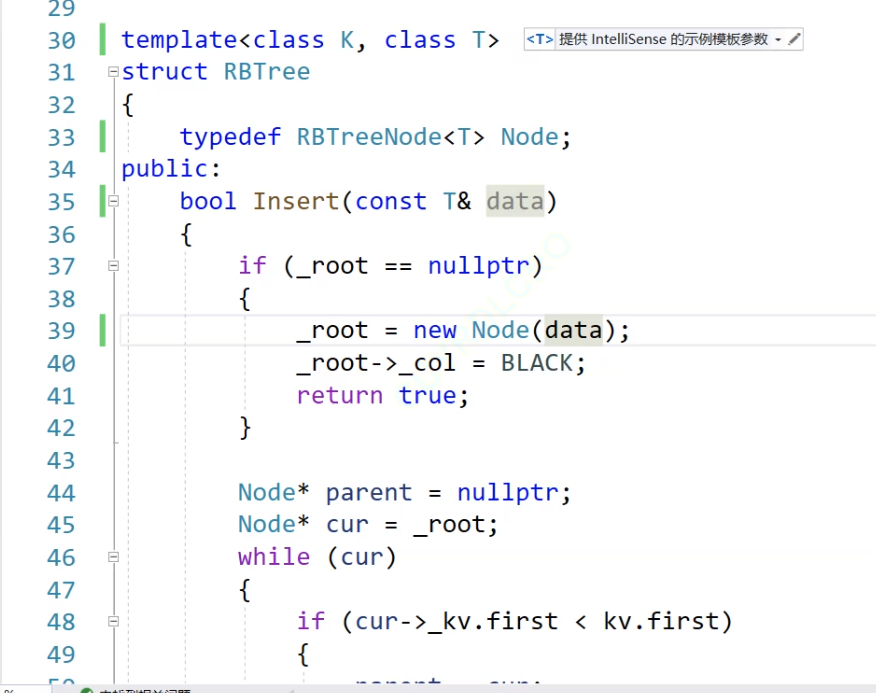 29
30 template<class K, class T> <T> 提供 IntelliSense 的示例模板参数
31 struct RBTree
32 {
33 typedef RBTreeNode<T> Node;
34 public:
35 bool Insert(const T& data)
36 {
37 if (_root == nullptr)
38 {
39 _root = new Node(data);
40 _root->_col = BLACK;
41 return true;
42 }
43
44 Node* parent = nullptr;
45 Node* cur = _root;
46 while (cur)
47 {
48 if (cur->_kv.first < kv.first)
49 {